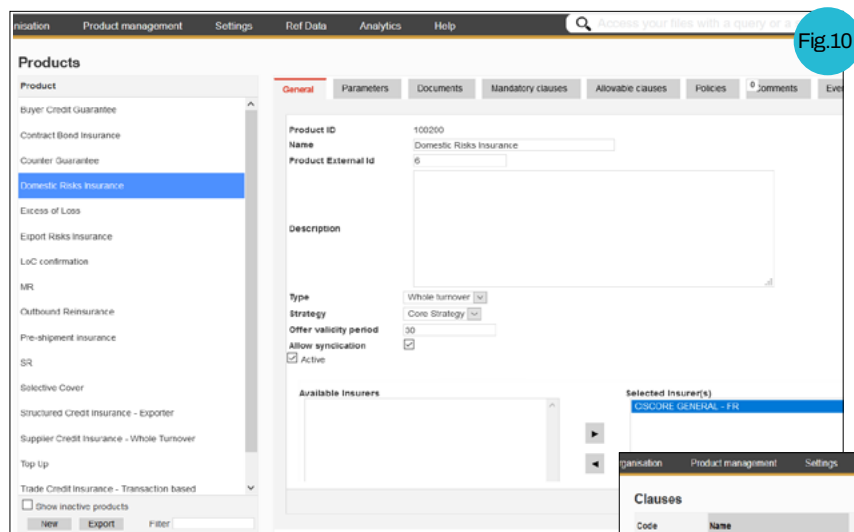 nisation Product management Settings Ref Data Analytics Help Access your files with a query or a
Fig.10
Products
Product
Buyer Credit Guarantee
Contract Bond Insurance
Counter Guarantee
Domestic Risks Insurance
Excess of Loss
Export Risks Insurance
LoC confirmation
MR
Outbound Reinsurance
Pre-shipment insurance
SR
Selective Cover
Structured Credit Insurance - Exporter
Supplier Credit Insurance - Whole Turnover
Top Up
Trade Credit Insurance - Transaction based
Show inactive products
New Export Filter
General Parameters Documents Mandatory clauses Allowable clauses Policies 0 Comments Ever
Product ID 100200
Name Domestic Risks Insurance
Product External Id 6
Description
Type Whole turnover
Strategy Core Strategy
Offer validity period 30
Allow syndication
Active
Available Insurers Selected Insurer(s)
CISCORE GENERAL - FR
rganisation Product management Settings
Clauses
Code Name